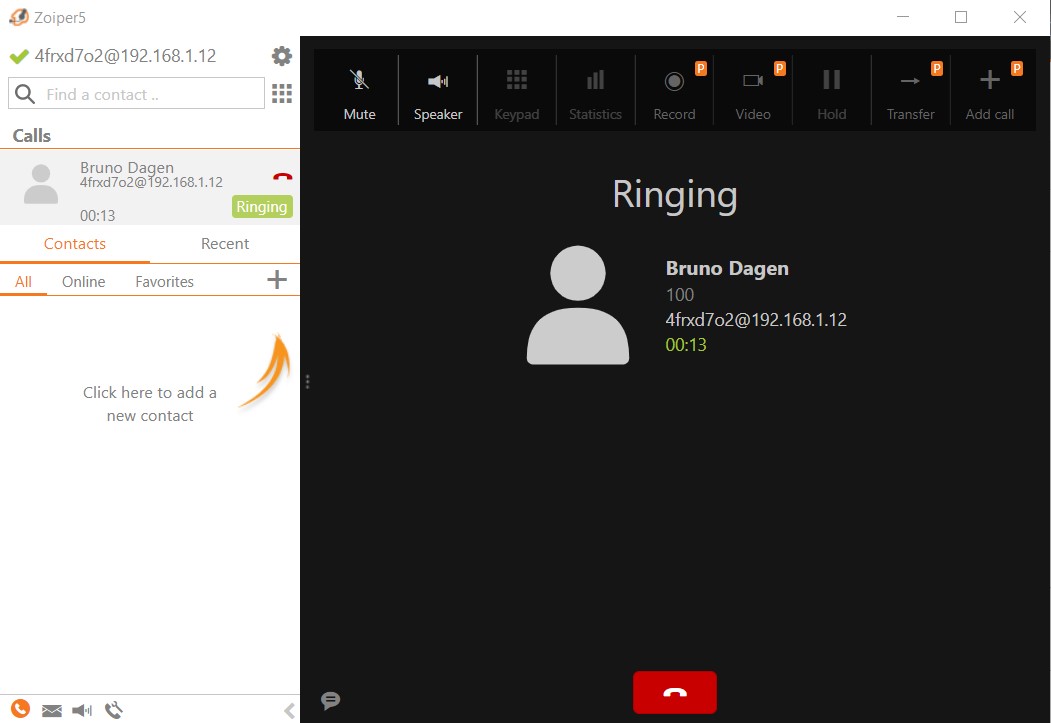 Zoiper5
4frxd7o2@192.168.1.12
Find a contact ..
Calls
Bruno Dagen
4frxd7o2@192.168.1.12
00:13
Ringing
Contacts
Recent
All
Online
Favorites
Click here to add a
new contact
Mute
Speaker
Keypad
Statistics
P
Record
P
Video
Hold
P
Transfer
P
Add call
Ringing
Bruno Dagen
100
4frxd7o2@192.168.1.12
00:13